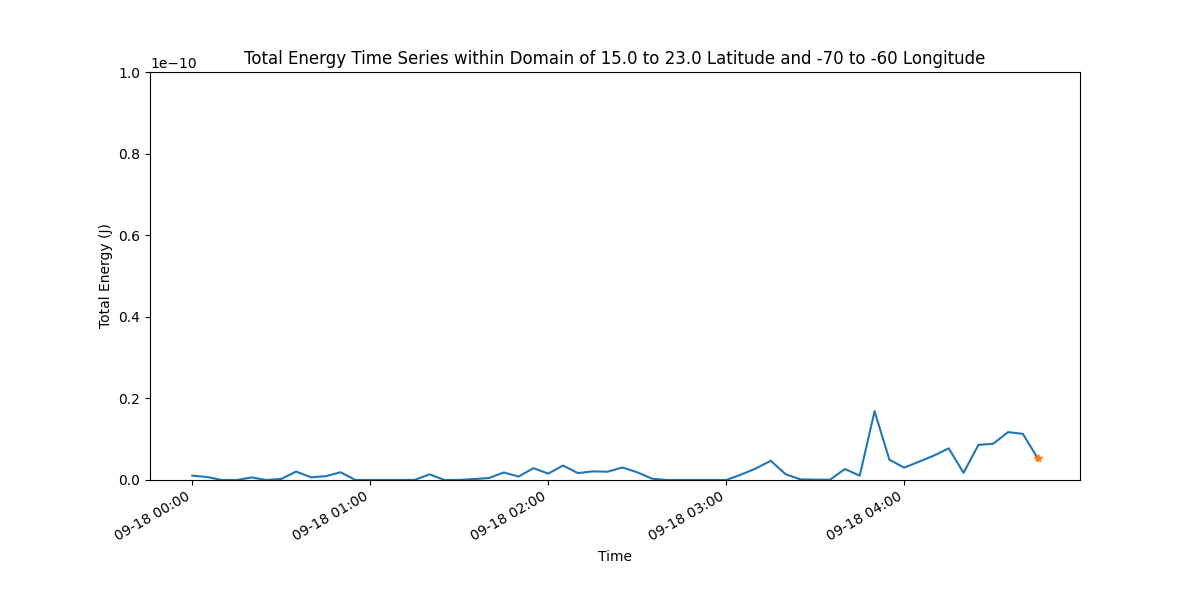 Total Energy Time Series within Domain of 15.0 to 23.0 Latitude and -70 to -60 Longitude
1e−10
1.0
0.8
0.6
0.4
0.2
0.0
Total Energy (J)
09-18 00:00
09-18 01:00
09-18 02:00
09-18 03:00
09-18 04:00
Time